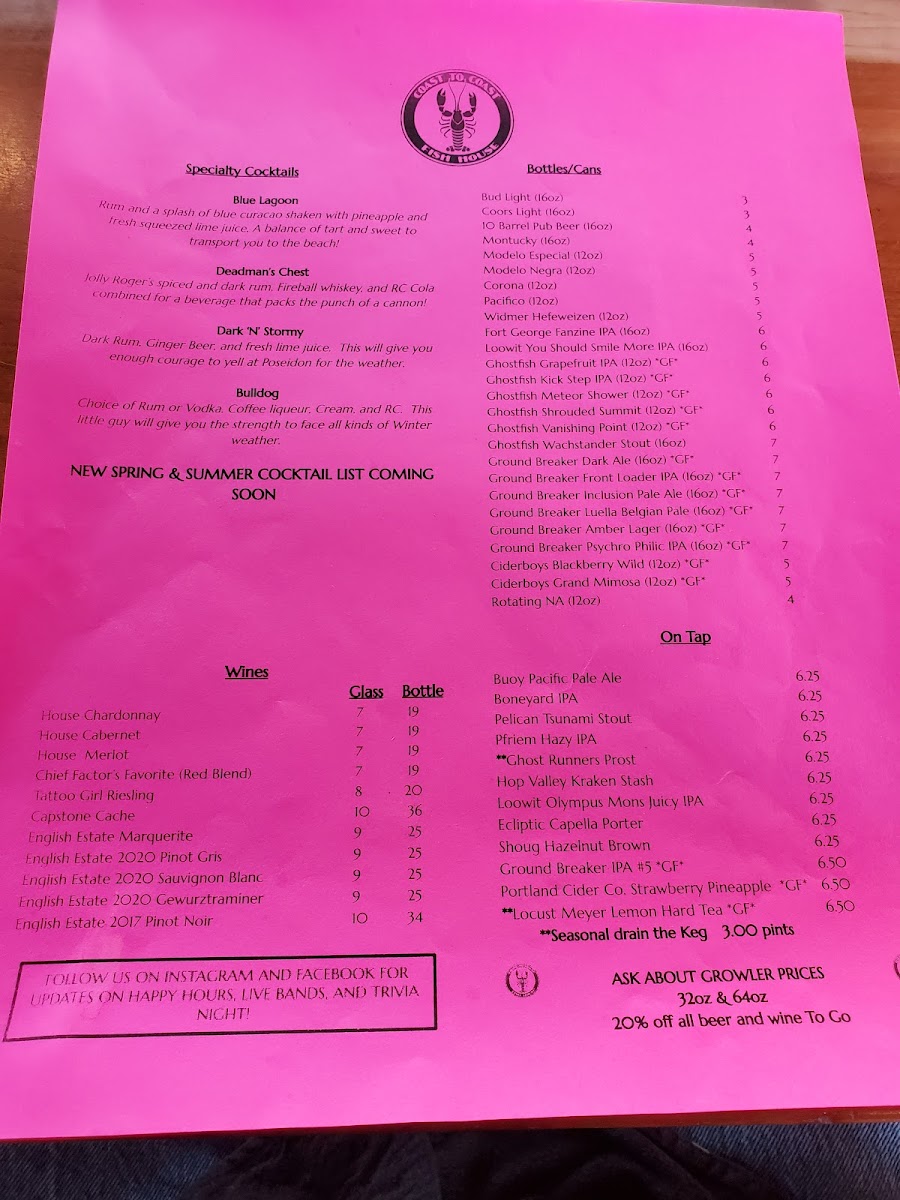 COAST TO COAST
FISH HOUSE
Specialty Cocktails
Blue Lagoon
Rum and a splash of blue curacao shaken with pineapple and
fresh squeezed lime juice. A balance of tart and sweet to
transport you to the beach!
Deadman's Chest
Jolly Roger's spiced and dark rum, Fireball whiskey, and RC Cola
combined for a beverage that packs the punch of a cannon!
Dark 'N' Stormy
Dark Rum, Ginger Beer, and fresh lime juice. This will give you
enough courage to yell at Poseidon for the weather.
Bulldog
Choice of Rum or Vodka, Coffee liqueur, Cream, and RC. This
little guy will give you the strength to face all kinds of Winter
weather.
NEW SPRING & SUMMER COCKTAIL LIST COMING
SOON
Wines
Glass Bottle
House Chardonnay 7 19
House Cabernet 7 19
House Merlot 7 19
Chief Factor's Favorite (Red Blend) 7 19
Tattoo Girl Riesling 8 20
Capstone Cache 10 36
English Estate Marquerite 9 25
English Estate 2020 Pinot Gris 9 25
English Estate 2020 Sauvignon Blanc 9 25
English Estate 2020 Gewurztraminer 9 25
English Estate 2017 Pinot Noir 10 34
FOLLOW US ON INSTAGRAM AND FACEBOOK FOR
UPDATES ON HAPPY HOURS, LIVE BANDS, AND TRIVIA
NIGHT!
Bottles/Cans
Bud Light (16oz) 3
Coors Light (16oz) 3
10 Barrel Pub Beer (16oz) 4
Montucky (16oz) 4
Modelo Especial (12oz) 5
Modelo Negra (12oz) 5
Corona (12oz) 5
Pacifico (12oz) 5
Widmer Hefeweizen (12oz) 5
Fort George Fanzine IPA (16oz) 6
Loowit You Should Smile More IPA (16oz) 6
Ghostfish Grapefruit IPA (12oz) *GF* 6
Ghostfish Kick Step IPA (12oz) *GF* 6
Ghostfish Meteor Shower (12oz) *GF* 6
Ghostfish Shrouded Summit (12oz) *GF* 6
Ghostfish Vanishing Point (12oz) *GF* 6
Ghostfish Wachstander Stout (16oz) 7
Ground Breaker Dark Ale (16oz) *GF* 7
Ground Breaker Front Loader IPA (16oz) *GF* 7
Ground Breaker Inclusion Pale Ale (16oz) *GF* 7
Ground Breaker Luella Belgian Pale (16oz) *GF* 7
Ground Breaker Amber Lager (16oz) *GF* 7
Ground Breaker Psychro Philic IPA (16oz) *GF* 7
Ciderboys Blackberry Wild (12oz) *GF* 5
Ciderboys Grand Mimosa (12oz) *GF* 5
Rotating NA (12oz) 4
On Tap
Buoy Pacific Pale Ale 6.25
Boneyard IPA 6.25
Pelican Tsunami Stout 6.25
Pfriem Hazy IPA 6.25
**Ghost Runners Prost 6.25
Hop Valley Kraken Stash 6.25
Loowit Olympus Mons Juicy IPA 6.25
Ecliptic Capella Porter 6.25
Shoug Hazelnut Brown 6.25
Ground Breaker IPA #5 *GF* 6.50
Portland Cider Co. Strawberry Pineapple *GF* 6.50
**Locust Meyer Lemon Hard Tea *GF* 6.50
**Seasonal drain the Keg 3.00 pints
ASK ABOUT GROWLER PRICES
32oz & 64oz
20% off all beer and wine To Go